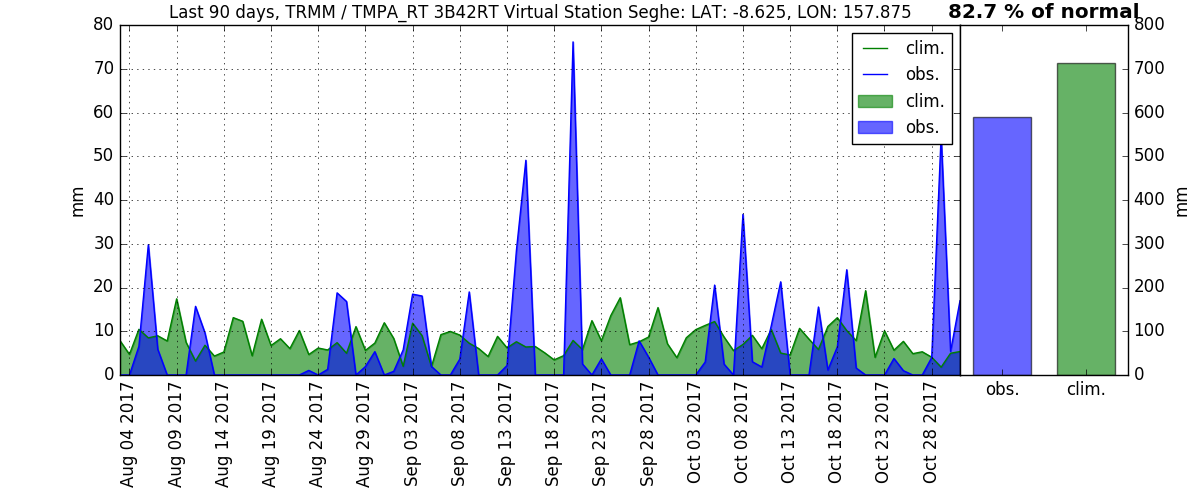 Last 90 days, TRMM / TMPA_RT 3B42RT Virtual Station Seghe: LAT: -8.625, LON: 157.875
82.7 % of normal
80
70
60
50
40
30
20
10
0
mm
clim.
obs.
clim.
obs.
800
700
600
500
400
300
200
100
0
mm
Aug 04 2017
Aug 09 2017
Aug 14 2017
Aug 19 2017
Aug 24 2017
Aug 29 2017
Sep 03 2017
Sep 08 2017
Sep 13 2017
Sep 18 2017
Sep 23 2017
Sep 28 2017
Oct 03 2017
Oct 08 2017
Oct 13 2017
Oct 18 2017
Oct 23 2017
Oct 28 2017
obs.
clim.